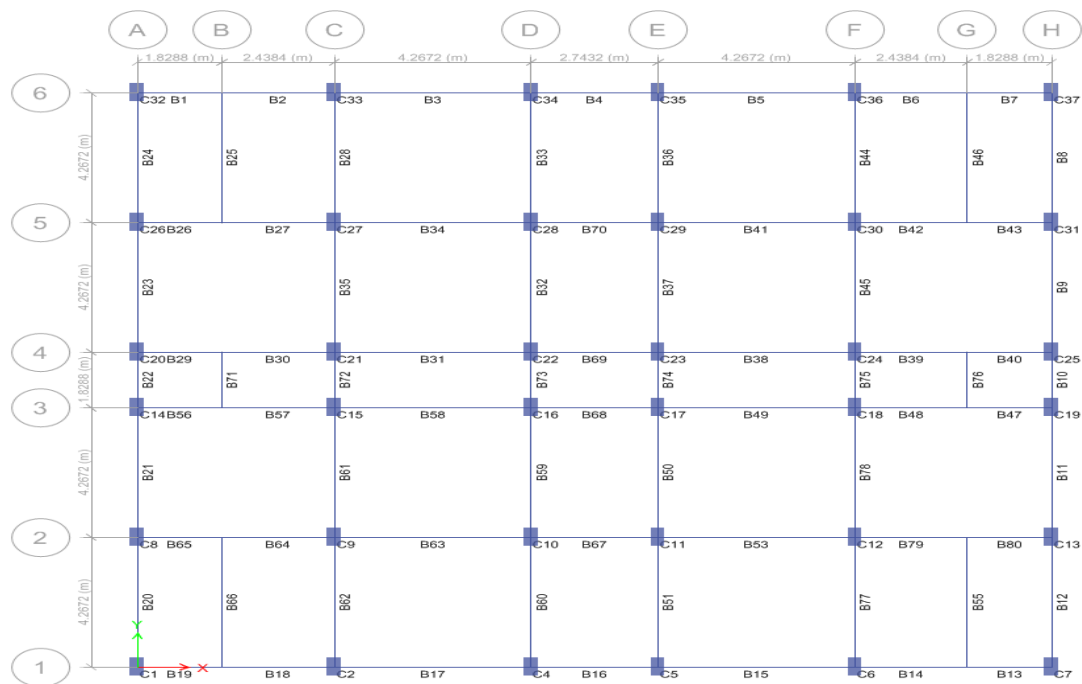 A B C D E F G H
1.8288 (m) 2.4384 (m) 4.2672 (m) 2.7432 (m) 4.2672 (m) 2.4384 (m) 1.8288 (m)
6
C32 B1 B2 C33 B3 C34 B4 C35 B5 C36 B6 B7 C37
4.2672 (m) B24 B25 B28 B33 B36 B44 B46 B8
5
C26 B26 B27 C27 B34 C28 B70 C29 B41 C30 B42 B43 C31
4.2672 (m) B23 B35 B32 B37 B45 B9
4
C20 B29 B30 C21 B31 C22 B69 C23 B38 C24 B39 B40 C25
1.8288 (m) B22 B71 B72 B73 B74 B75 B76 B10
3
C14 B56 B57 C15 B58 C16 B68 C17 B49 C18 B48 B47 C19
4.2672 (m) B21 B61 B59 B50 B78 B11
2
C8 B65 B64 C9 B63 C10 B67 C11 B53 C12 B79 B80 C13
4.2672 (m) B20 B66 B62 B60 B51 B77 B55 B12
Y
1 X
C1 B19 B18 C2 B17 C4 B16 C5 B15 C6 B14 B13 C7